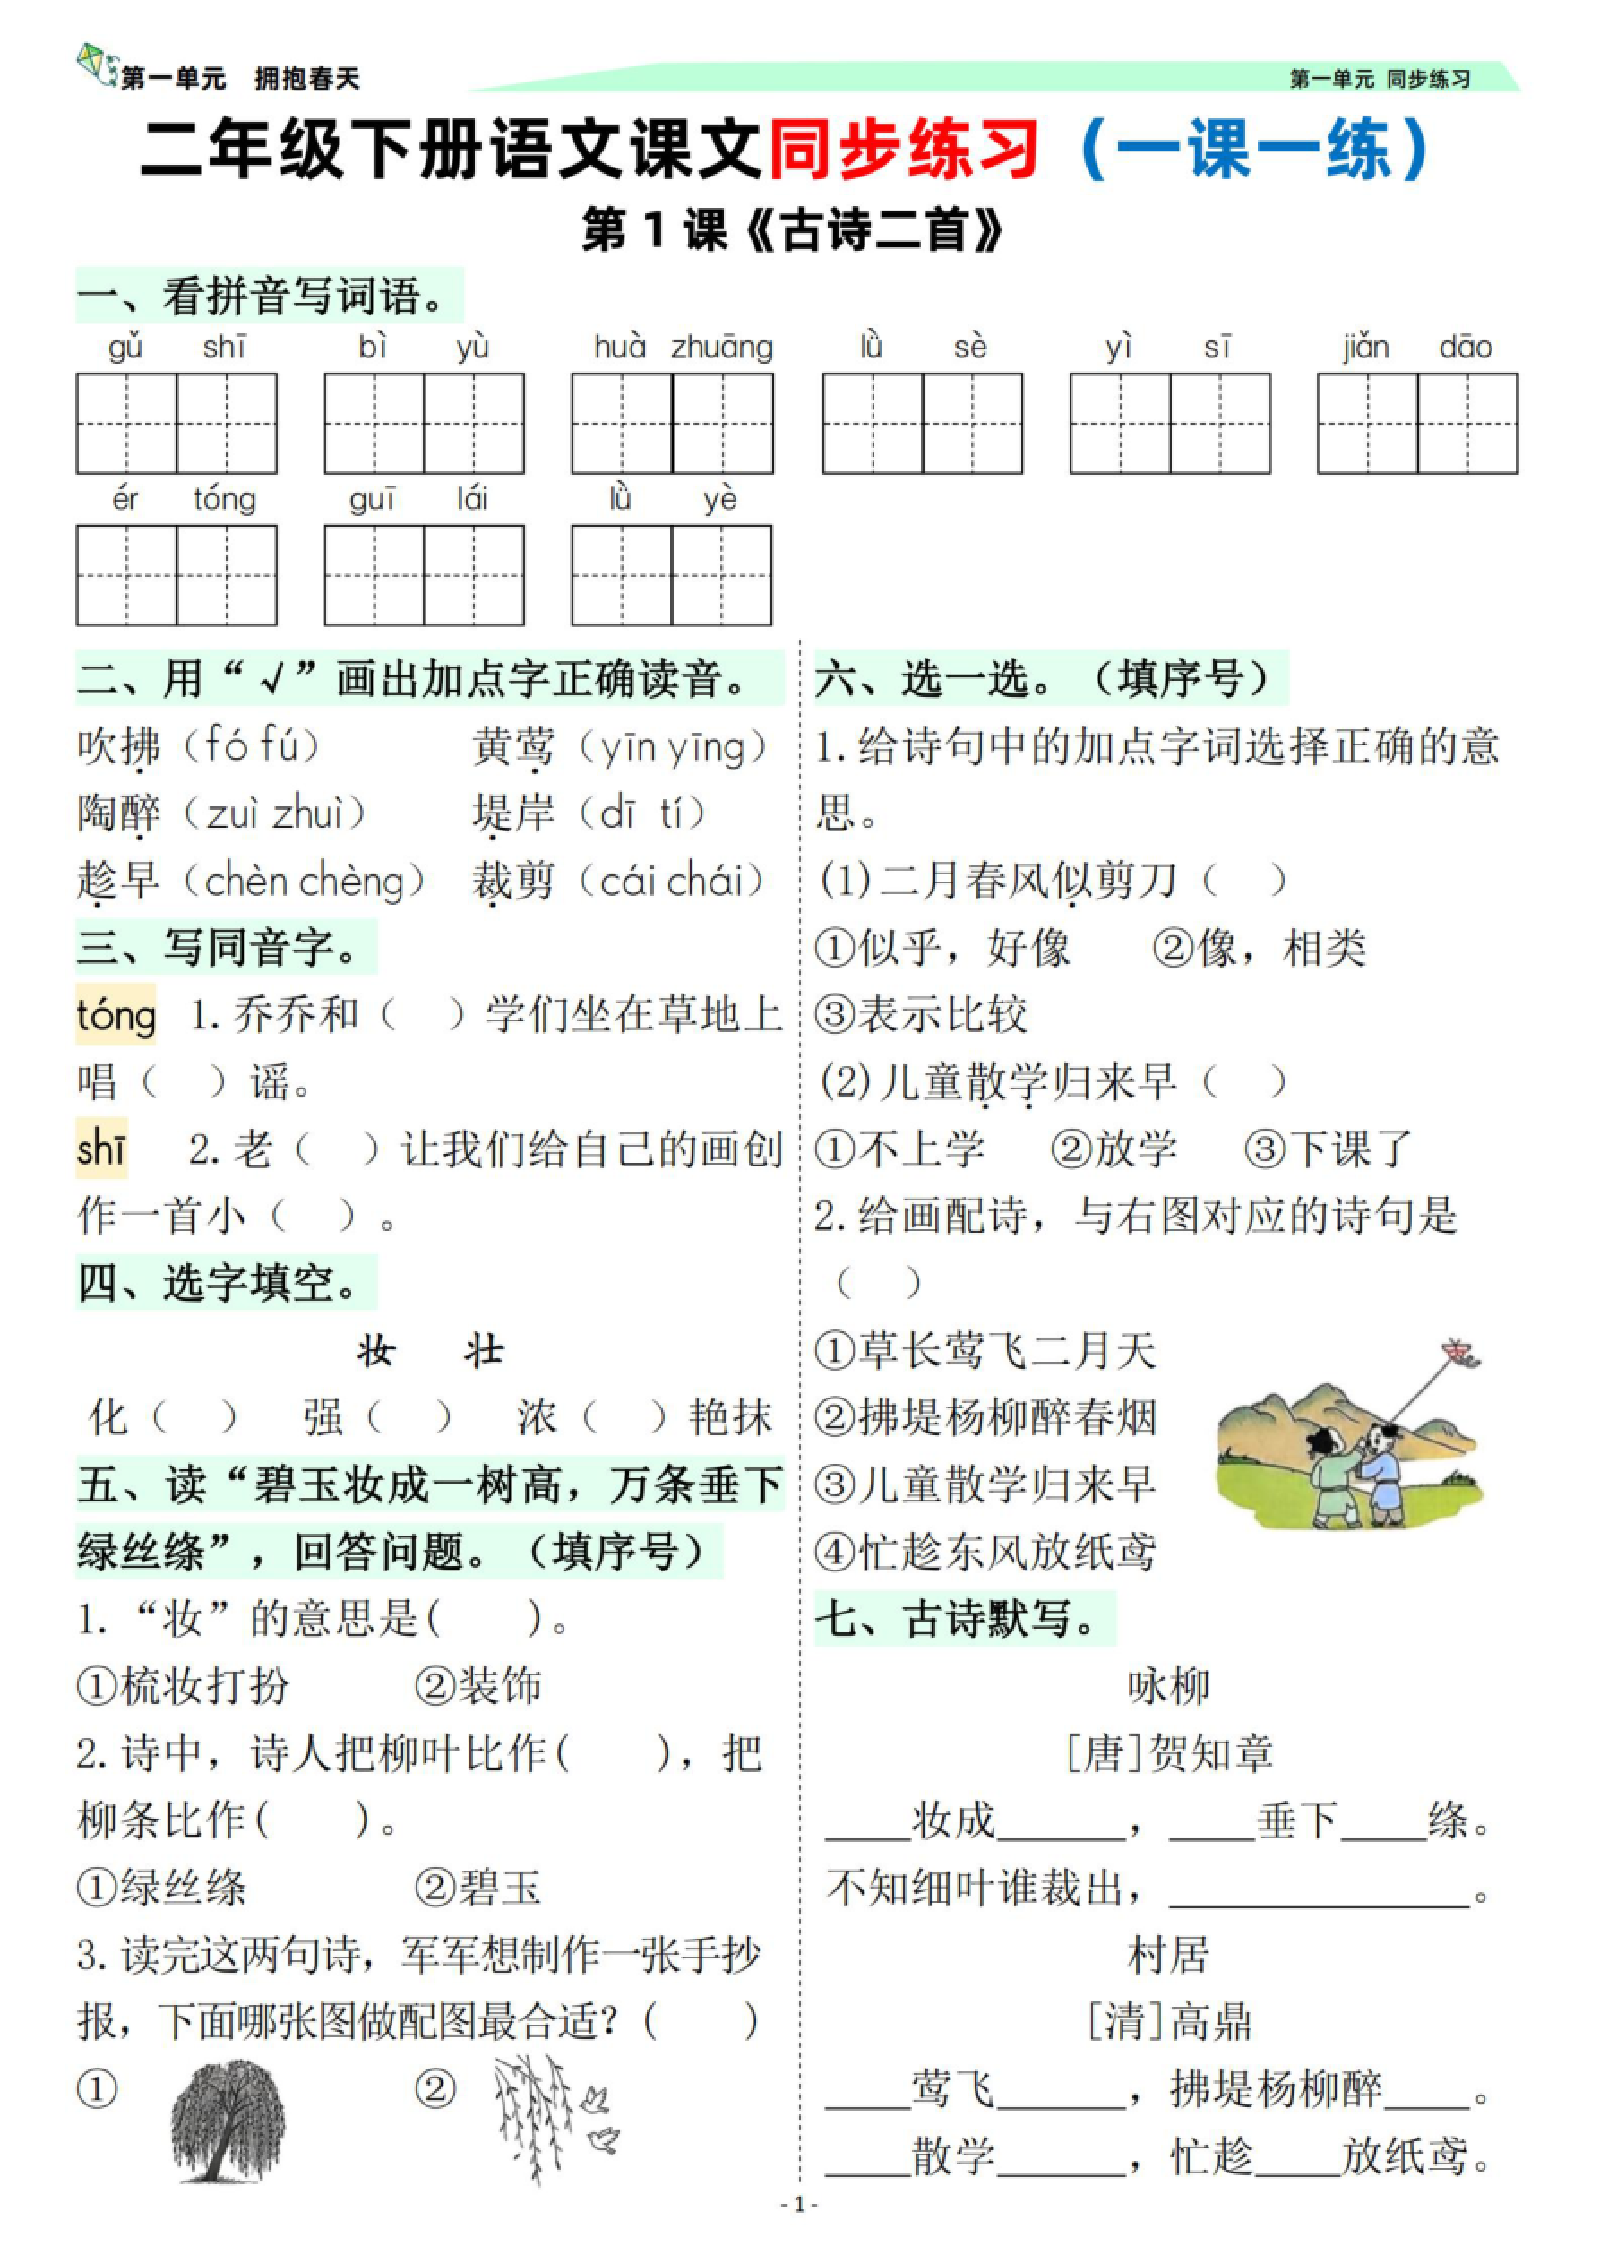 第一单元 拥抱春天
第一单元 同步练习
二年级下册语文课文同步练习（一课一练）
第 1 课《古诗二首》
一、看拼音写词语。
gǔ shī bì yù huà zhuāng lǜ sè yì sī jiǎn dāo
ér tóng guī lái lǜ yè
二、用“√”画出加点字正确读音。
吹拂（fó fú） 黄莺（yīn yīng）
陶醉（zuì zhuì） 堤岸（dī tí）
趁早（chèn chèng） 裁剪（cái chái）
三、写同音字。
tóng 1.乔乔和（ ）学们坐在草地上
唱（ ）谣。
shī 2.老（ ）让我们给自己的画创
作一首小（ ）。
四、选字填空。
妆 壮
化（ ） 强（ ） 浓（ ）艳抹
五、读“碧玉妆成一树高，万条垂下
绿丝绦”，回答问题。（填序号）
1.“妆”的意思是( )。
①梳妆打扮 ②装饰
2.诗中，诗人把柳叶比作( )，把
柳条比作( )。
①绿丝绦 ②碧玉
3.读完这两句诗，军军想制作一张手抄
报，下面哪张图做配图最合适？( )
① ②
六、选一选。（填序号）
1.给诗句中的加点字词选择正确的意
思。
(1)二月春风似剪刀（ ）
①似乎，好像 ②像，相类
③表示比较
(2)儿童散学归来早（ ）
①不上学 ②放学 ③下课了
2.给画配诗，与右图对应的诗句是
（ ）
①草长莺飞二月天
②拂堤杨柳醉春烟
③儿童散学归来早
④忙趁东风放纸鸢
七、古诗默写。
咏柳
[唐]贺知章
____妆成______，____垂下____绦。
不知细叶谁裁出，______________。
村居
[清]高鼎
____莺飞______，拂堤杨柳醉____。
____散学______，忙趁____放纸鸢。
- 1 -